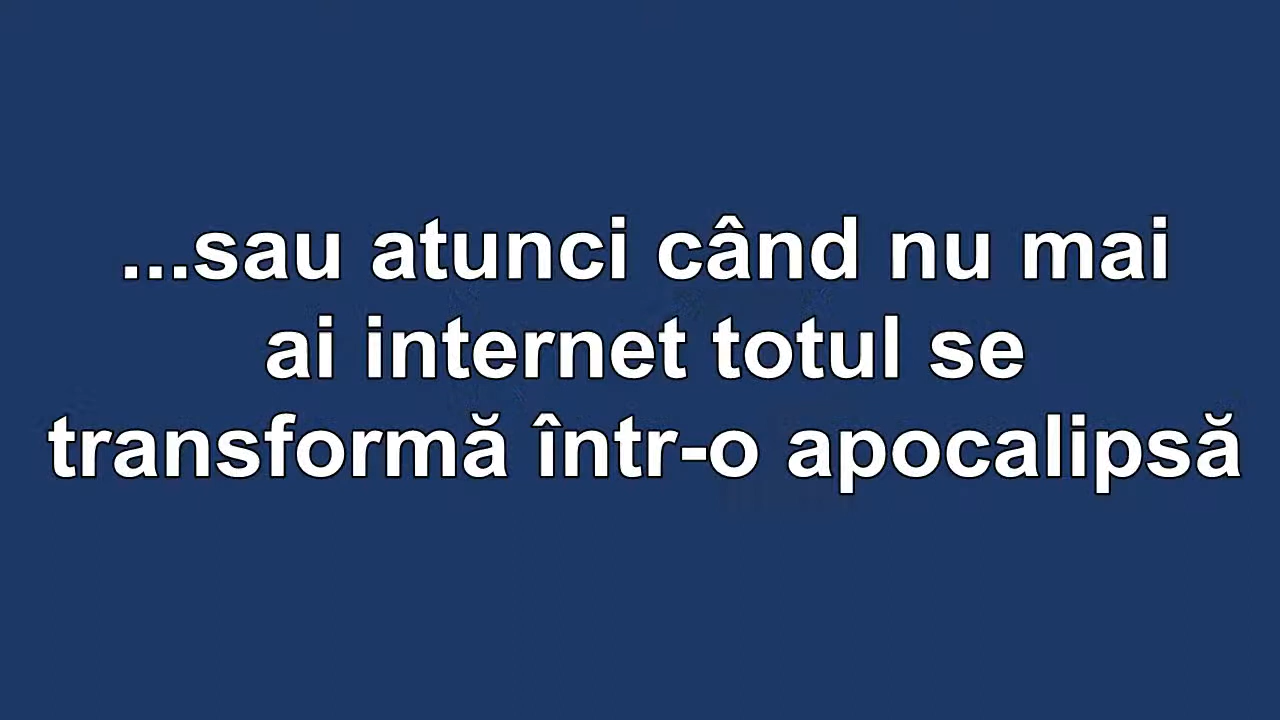 ...sau atunci când nu mai
ai internet totul se
transformă într-o apocalipsă